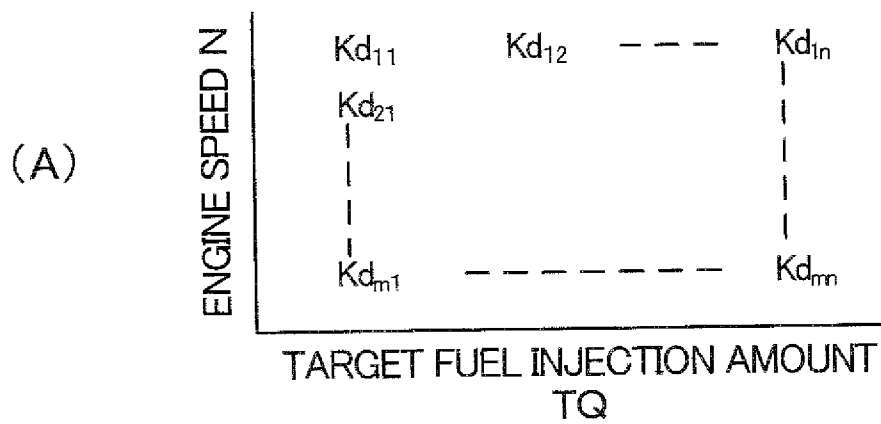 (A)
ENGINE SPEED N
Kd11 Kd12 Kd1n
Kd21
Kdm1 Kdmn
TARGET FUEL INJECTION AMOUNT
TQ